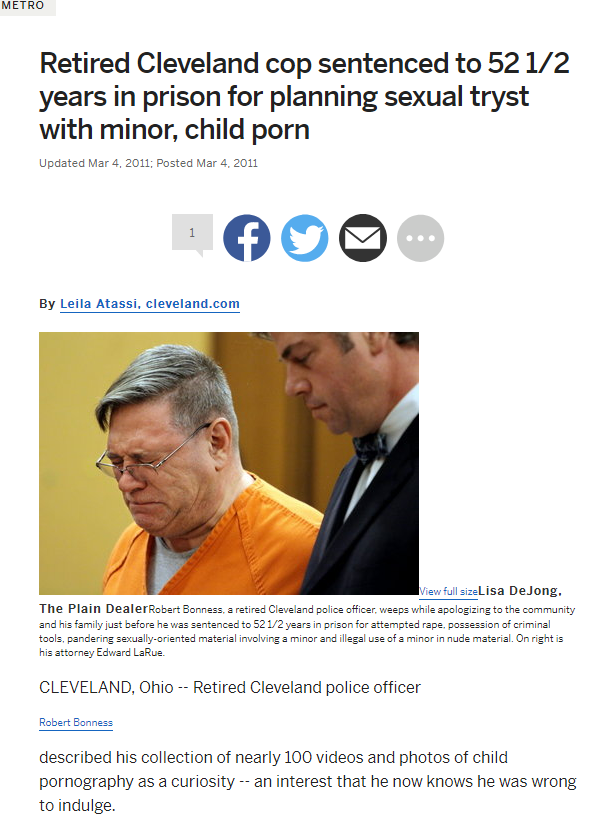 METRO
Retired Cleveland cop sentenced to 52 1/2
years in prison for planning sexual tryst
with minor, child porn
Updated Mar 4, 2011; Posted Mar 4, 2011
1
By Leila Atassi, cleveland.com
View full sizeLisa DeJong,
The Plain DealerRobert Bonness, a retired Cleveland police officer, weeps while apologizing to the community
and his family just before he was sentenced to 52 1/2 years in prison for attempted rape, possession of criminal
tools, pandering sexually-oriented material involving a minor and illegal use of a minor in nude material. On right is
his attorney Edward LaRue.
CLEVELAND, Ohio -- Retired Cleveland police officer
Robert Bonness
described his collection of nearly 100 videos and photos of child
pornography as a curiosity -- an interest that he now knows he was wrong
to indulge.